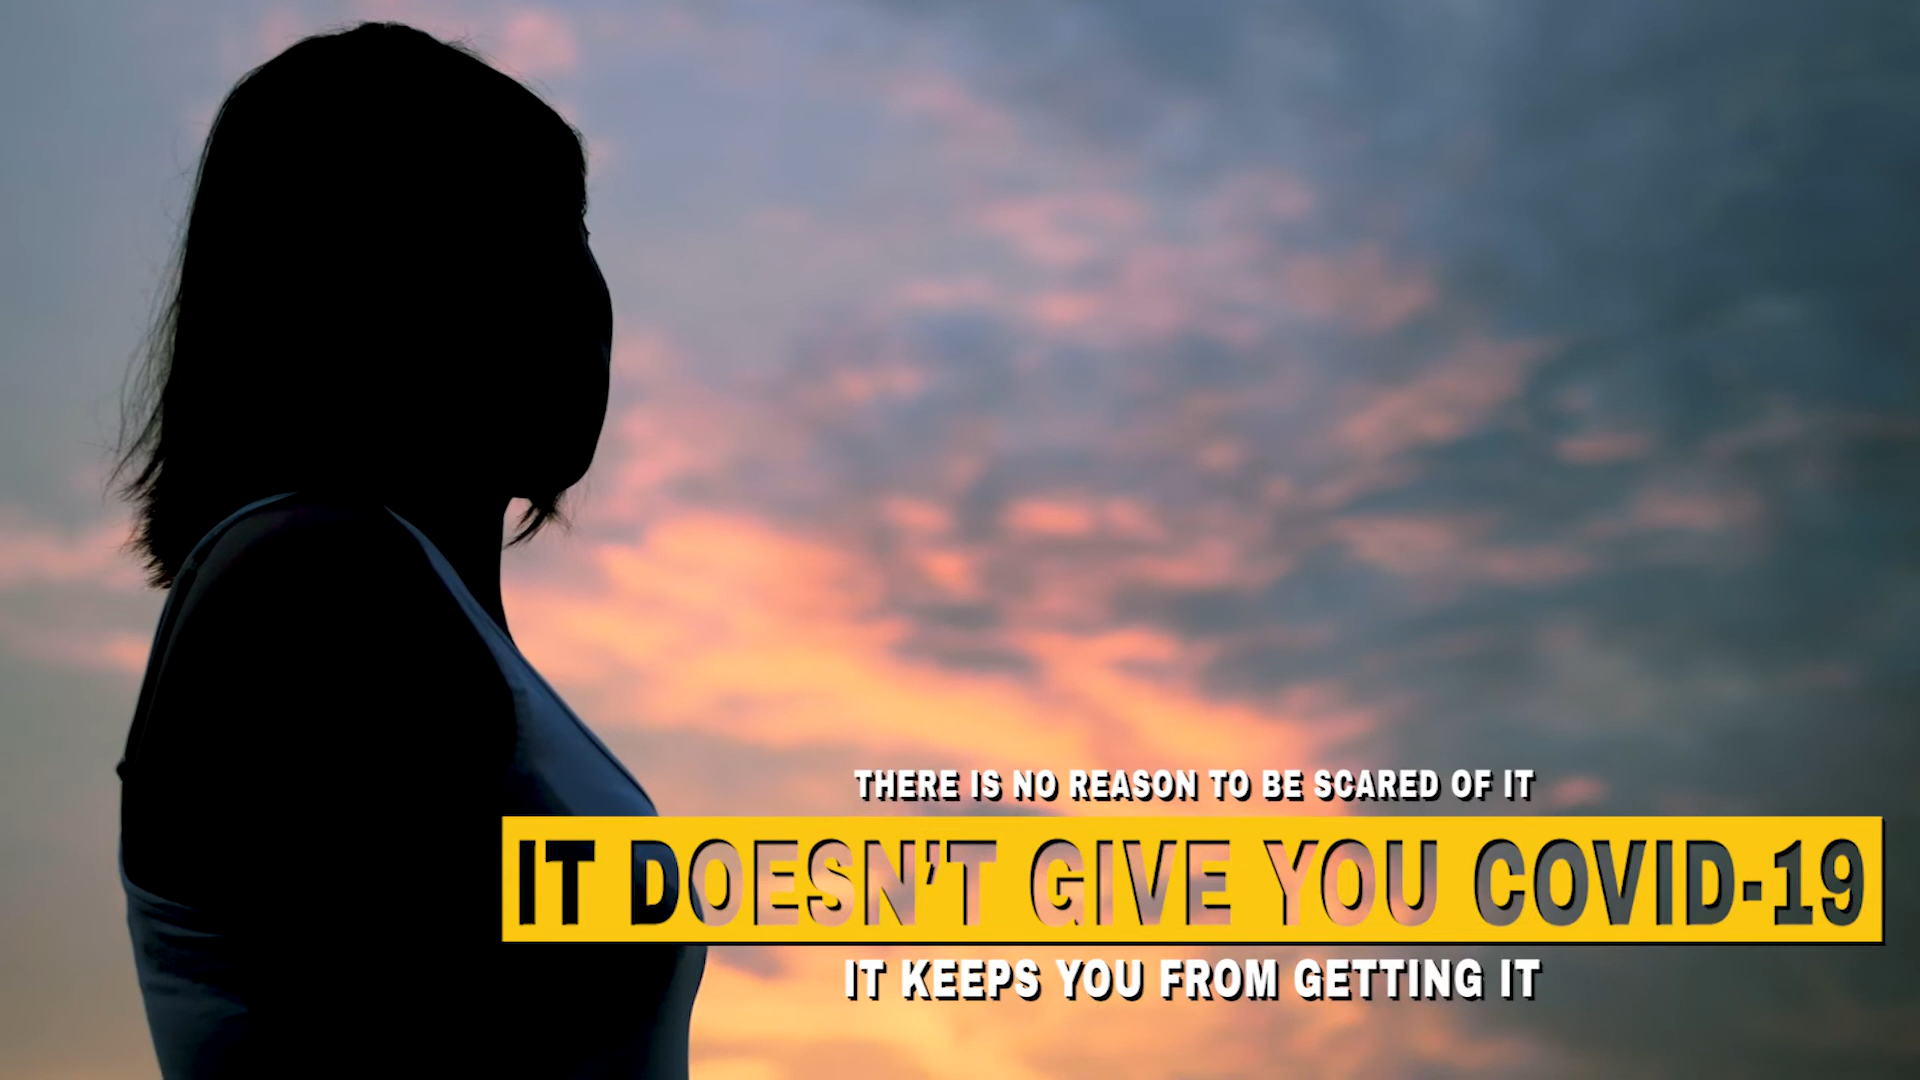 THERE IS NO REASON TO BE SCARED OF IT
IT DOESN'T GIVE YOU COVID-19
IT KEEPS YOU FROM GETTING IT